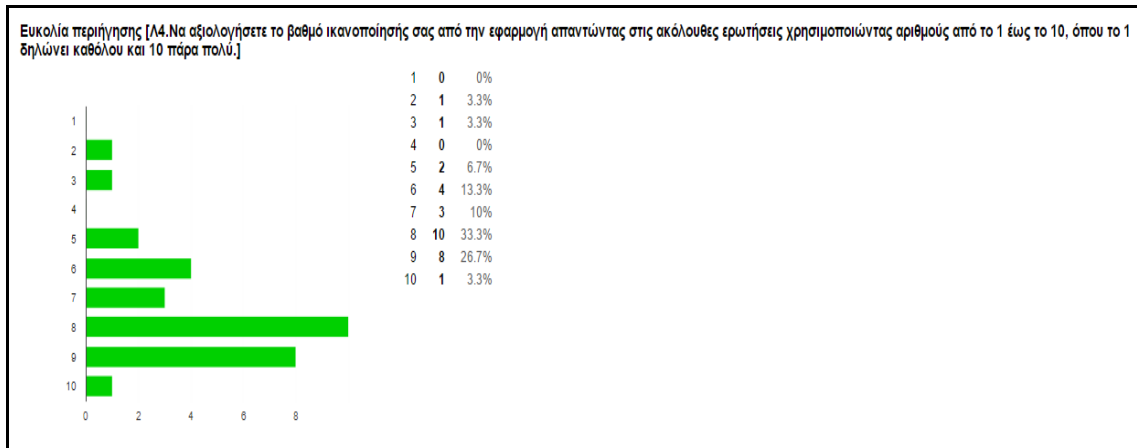 Ευκολία περιήγησης [Λ4.Να αξιολογήσετε το βαθμό ικανοποίησής σας από την εφαρμογή απαντώντας στις ακόλουθες ερωτήσεις χρησιμοποιώντας αριθμούς από το 1 έως το 10, όπου το 1
δηλώνει καθόλου και 10 πάρα πολύ.]
1 0 0%
2 1 3.3%
3 1 3.3%
4 0 0%
5 2 6.7%
6 4 13.3%
7 3 10%
8 10 33.3%
9 8 26.7%
10 1 3.3%
1
2
3
4
5
6
7
8
9
10
0 2 4 6 8